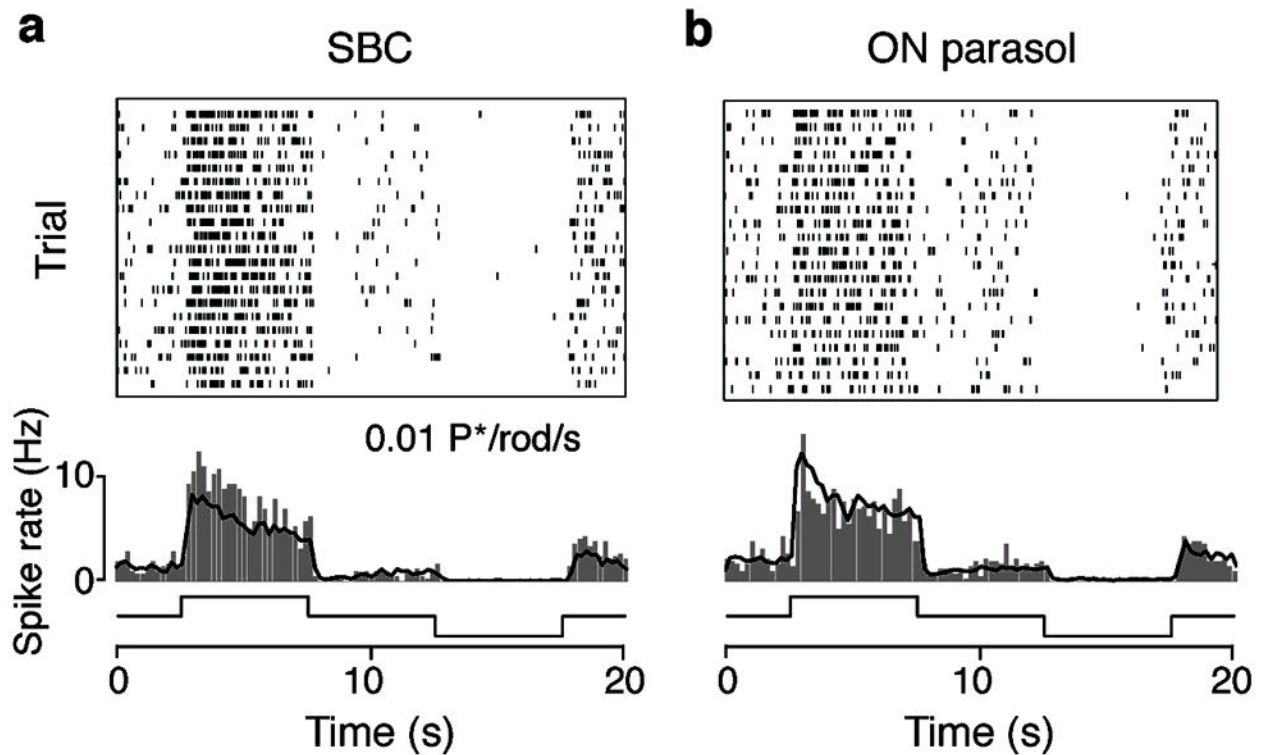 a
SBC
Trial
0.01 P*/rod/s
Spike rate (Hz)
10
0
0 10 20
Time (s)
b
ON parasol
0 10 20
Time (s)